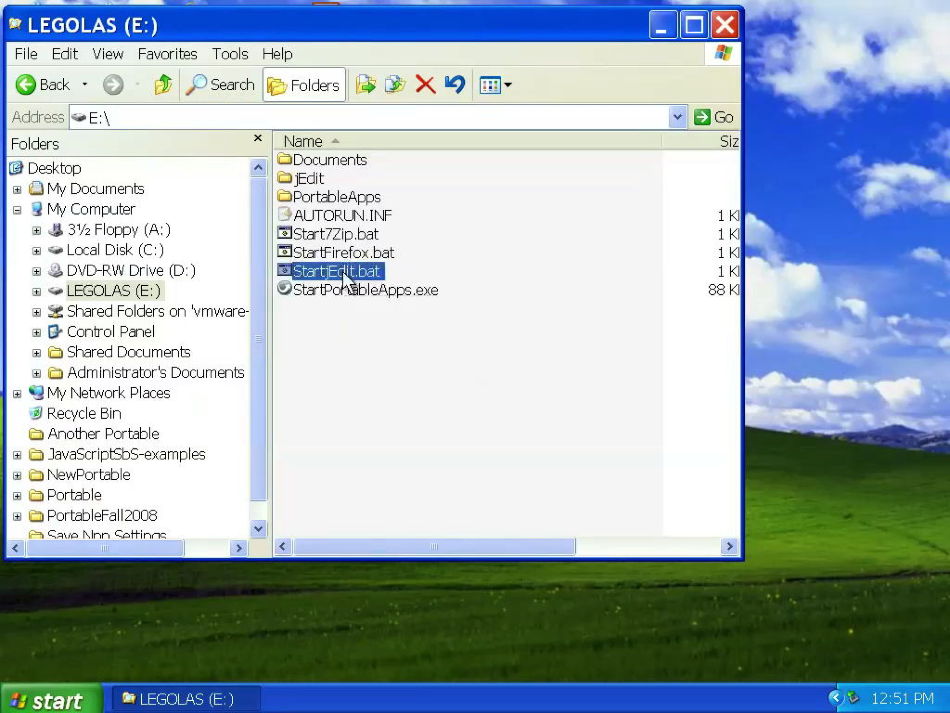 LEGOLAS (E:)
File Edit View Favorites Tools Help
Back Search Folders
Address E:\ Go
Folders
Name Siz
Desktop
My Documents
My Computer
3½ Floppy (A:)
Local Disk (C:)
DVD-RW Drive (D:)
LEGOLAS (E:)
Shared Folders on 'vmware-
Control Panel
Shared Documents
Administrator's Documents
My Network Places
Recycle Bin
Another Portable
JavaScriptSbS-examples
NewPortable
Portable
PortableFall2008
Save Npp Settings
Documents
jEdit
PortableApps
AUTORUN.INF 1 K
Start7Zip.bat 1 K
StartFirefox.bat 1 K
StartjEdit.bat 1 K
StartPortableApps.exe 88 K
start LEGOLAS (E:) 12:51 PM